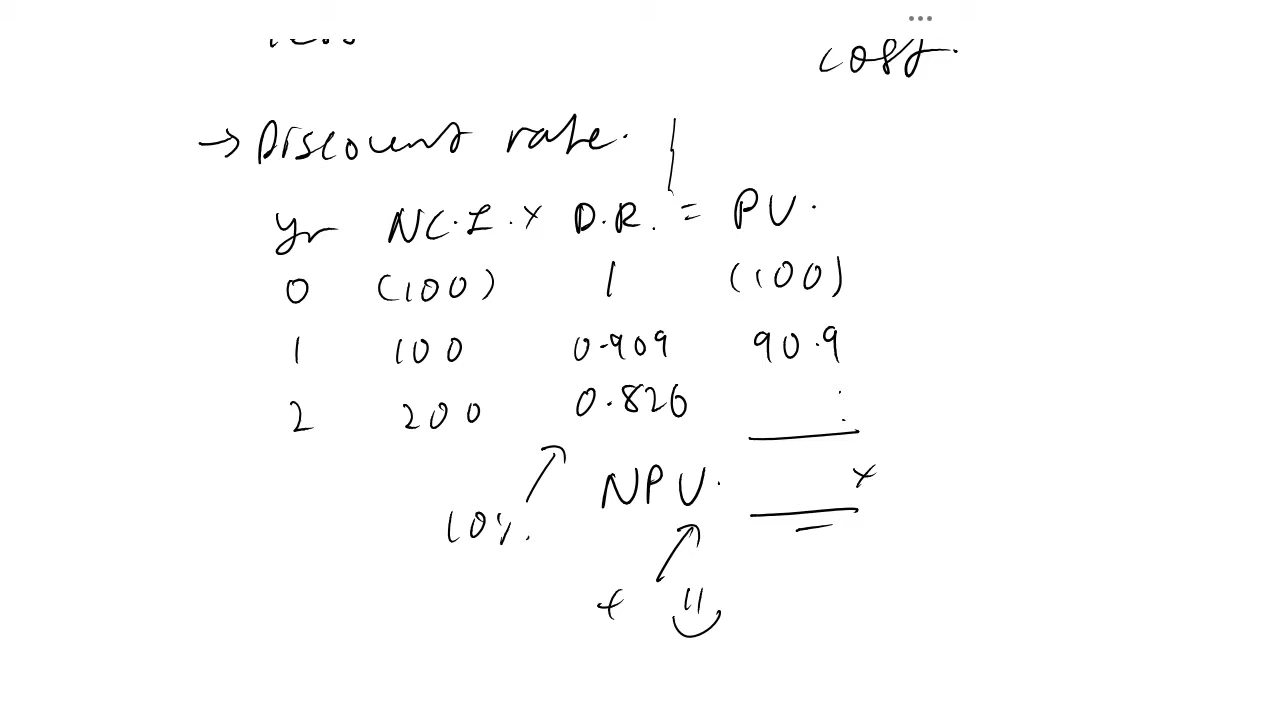 cost.
→ Discount rate.
yr NC.I. x D.R. = PV.
0 (100) 1 (100)
1 100 0.909 90.9
2 200 0.826 :
NPV. x
10%.
+